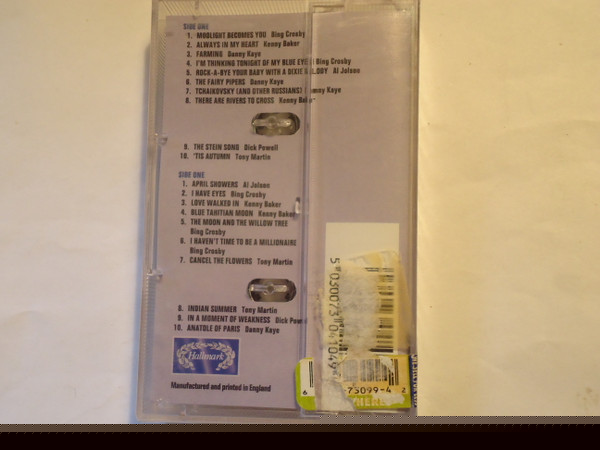 SIDE ONE
1. MOOLIGHT BECOMES YOU Bing Crosby
2. ALWAYS IN MY HEART Kenny Baker
3. FARMING Danny Kaye
4. I'M THINKING TONIGHT OF MY BLUE EYES Bing Crosby
5. ROCK-A-BYE YOUR BABY WITH A DIXIE MELODY Al Jolson
6. THE FAIRY PIPERS Danny Kaye
7. TCHAIKOVSKY (AND OTHER RUSSIANS) Danny Kaye
8. THERE ARE RIVERS TO CROSS Kenny Baker
9. THE STEIN SONG Dick Powell
10. 'TIS AUTUMN Tony Martin
SIDE ONE
1. APRIL SHOWERS Al Jolson
2. I HAVE EYES Bing Crosby
3. LOVE WALKED IN Kenny Baker
4. BLUE TAHITIAN MOON Kenny Baker
5. THE MOON AND THE WILLOW TREE
Bing Crosby
6. I HAVEN'T TIME TO BE A MILLIONAIRE
Bing Crosby
7. CANCEL THE FLOWERS Tony Martin
8. INDIAN SUMMER Tony Martin
9. IN A MOMENT OF WEAKNESS Dick Powell
10. ANATOLE OF PARIS Danny Kaye
Hallmark
Manufactured and printed in England
5 030073 04104
-75099-4 2